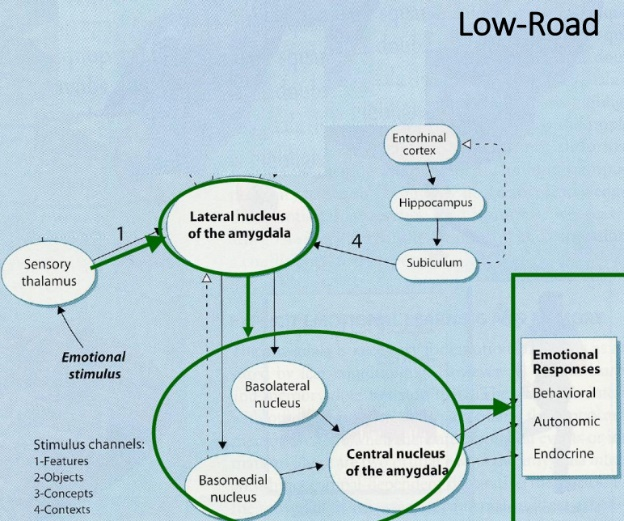 Low-Road
Entorhinal
cortex
Hippocampus
Subiculum
4
Lateral nucleus
of the amygdala
1
Sensory
thalamus
Emotional
stimulus
Basolateral
nucleus
Basomedial
nucleus
Central nucleus
of the amygdala
Emotional
Responses
Behavioral
Autonomic
Endocrine
Stimulus channels:
1-Features
2-Objects
3-Concepts
4-Contexts